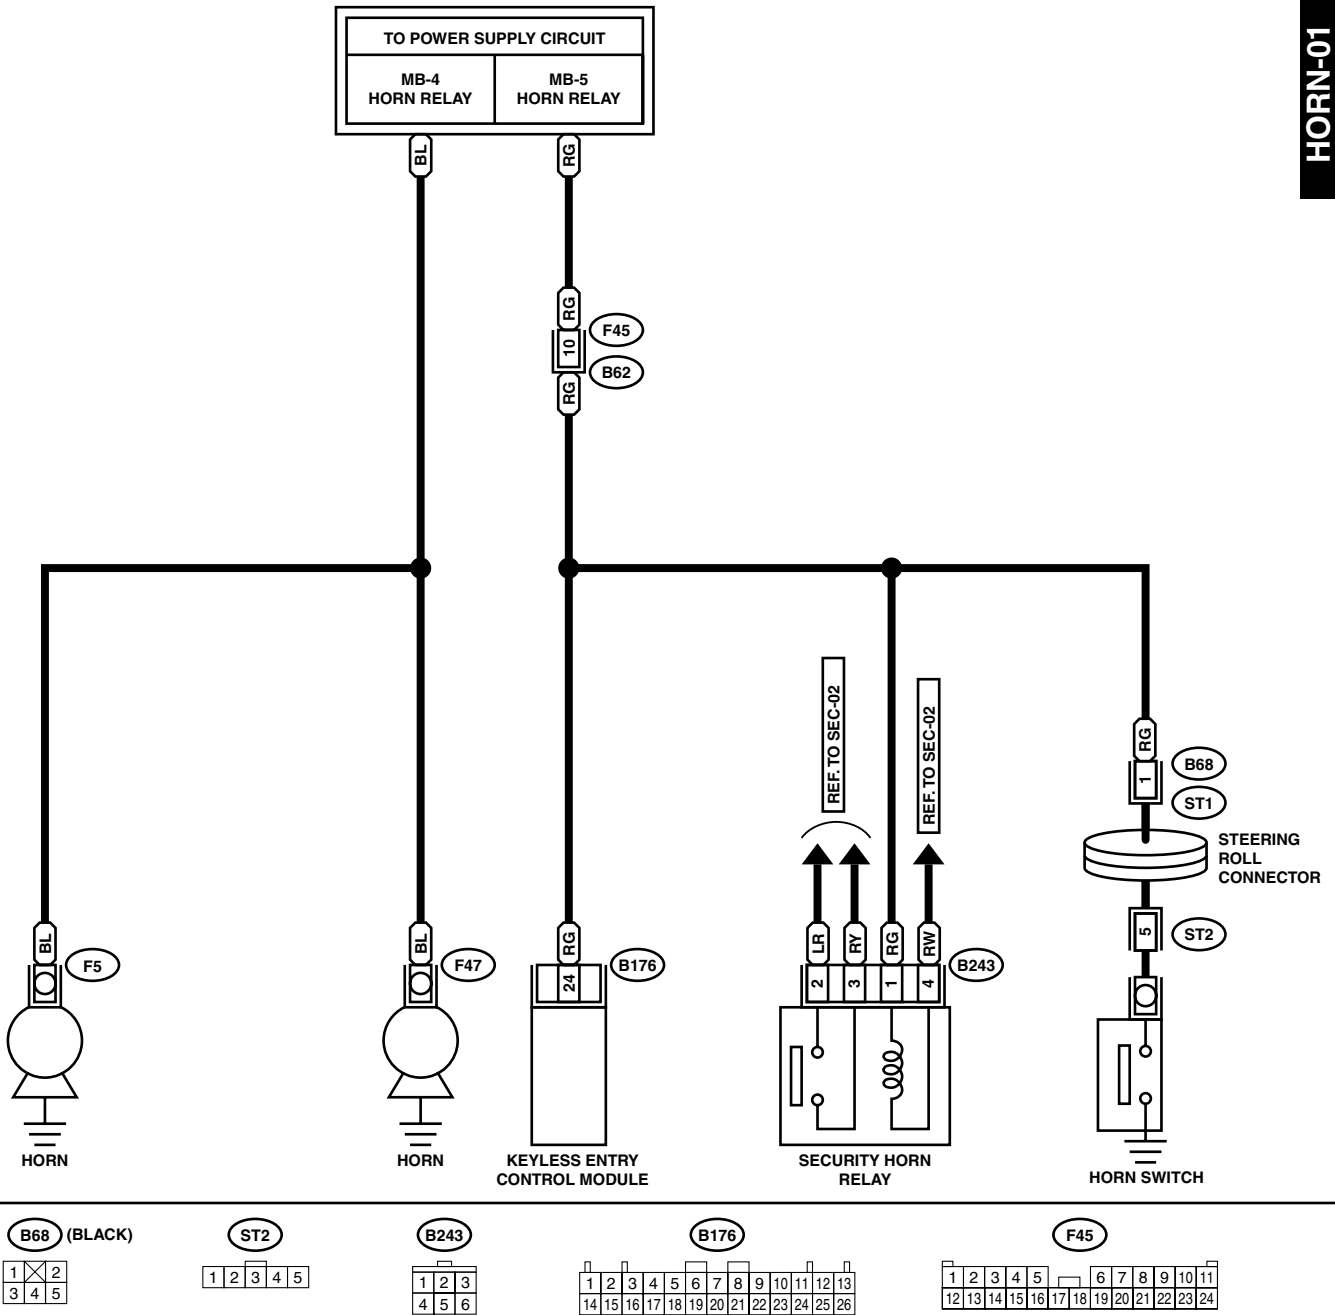 HORN-01
TO POWER SUPPLY CIRCUIT
MB-4
HORN RELAY
MB-5
HORN RELAY
BL
RG
RG
10
F45
B62
RG
REF. TO SEC-02
REF. TO SEC-02
RG
1
B68
ST1
STEERING
ROLL
CONNECTOR
5
ST2
BL
F5
BL
F47
RG
24
B176
LR
RY
RG
RW
2
3
1
4
B243
HORN
HORN
KEYLESS ENTRY
CONTROL MODULE
SECURITY HORN
RELAY
HORN SWITCH
B68 (BLACK)
1 2
3 4 5
ST2
1 2 3 4 5
B243
1 2 3
4 5 6
B176
1 2 3 4 5 6 7 8 9 10 11 12 13
14 15 16 17 18 19 20 21 22 23 24 25 26
F45
1 2 3 4 5 6 7 8 9 10 11
12 13 14 15 16 17 18 19 20 21 22 23 24